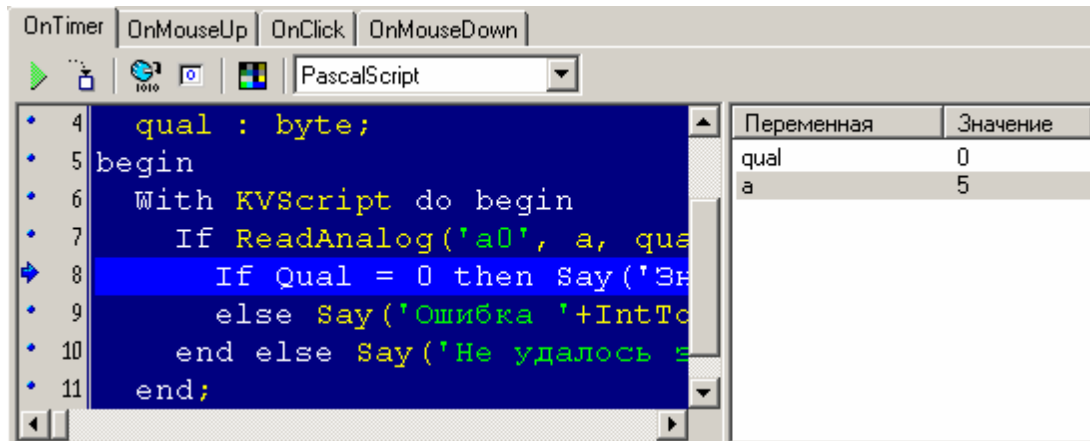 OnTimer OnMouseUp OnClick OnMouseDown
1010 PascalScript
4 qual : byte;
5 begin
6 With KVScript do begin
7 If ReadAnalog('a0', a, qua
8 If Qual = 0 then Say('Зн
9 else Say('Ошибка '+IntTo
10 end else Say('Не удалось з
11 end;
Переменная Значение
qual 0
a 5